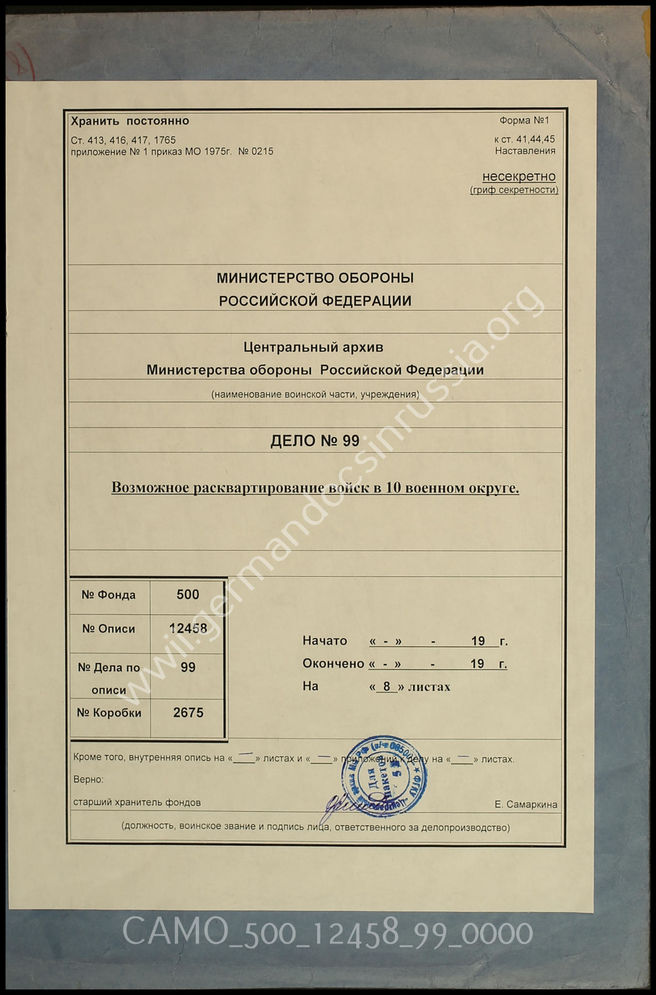 Хранить постоянно
Форма №1
Ст. 413, 416, 417, 1765
к ст. 41,44,45
приложение № 1 приказ МО 1975г. № 0215
Наставления
несекретно
(гриф секретности)
МИНИСТЕРСТВО ОБОРОНЫ
РОССИЙСКОЙ ФЕДЕРАЦИИ
Центральный архив
Министерства обороны Российской Федерации
(наименование воинской части, учреждения)
ДЕЛО № 99
Возможное расквартирование войск в 10 военном округе.
№ Фонда 500
№ Описи 12458
№ Дела по описи 99
№ Коробки 2675
Начато « - » - 19 г.
Окончено « - » - 19 г.
На « 8 » листах
Кроме того, внутренняя опись на « — » листах и « — » приложений к делу на « — » листах.
Верно:
старший хранитель фондов
Е. Самаркина
(должность, воинское звание и подпись лица, ответственного за делопроизводство)
Для
пакетов
5
www.germandocsinrussia.org
CAMO_500_12458_99_0000